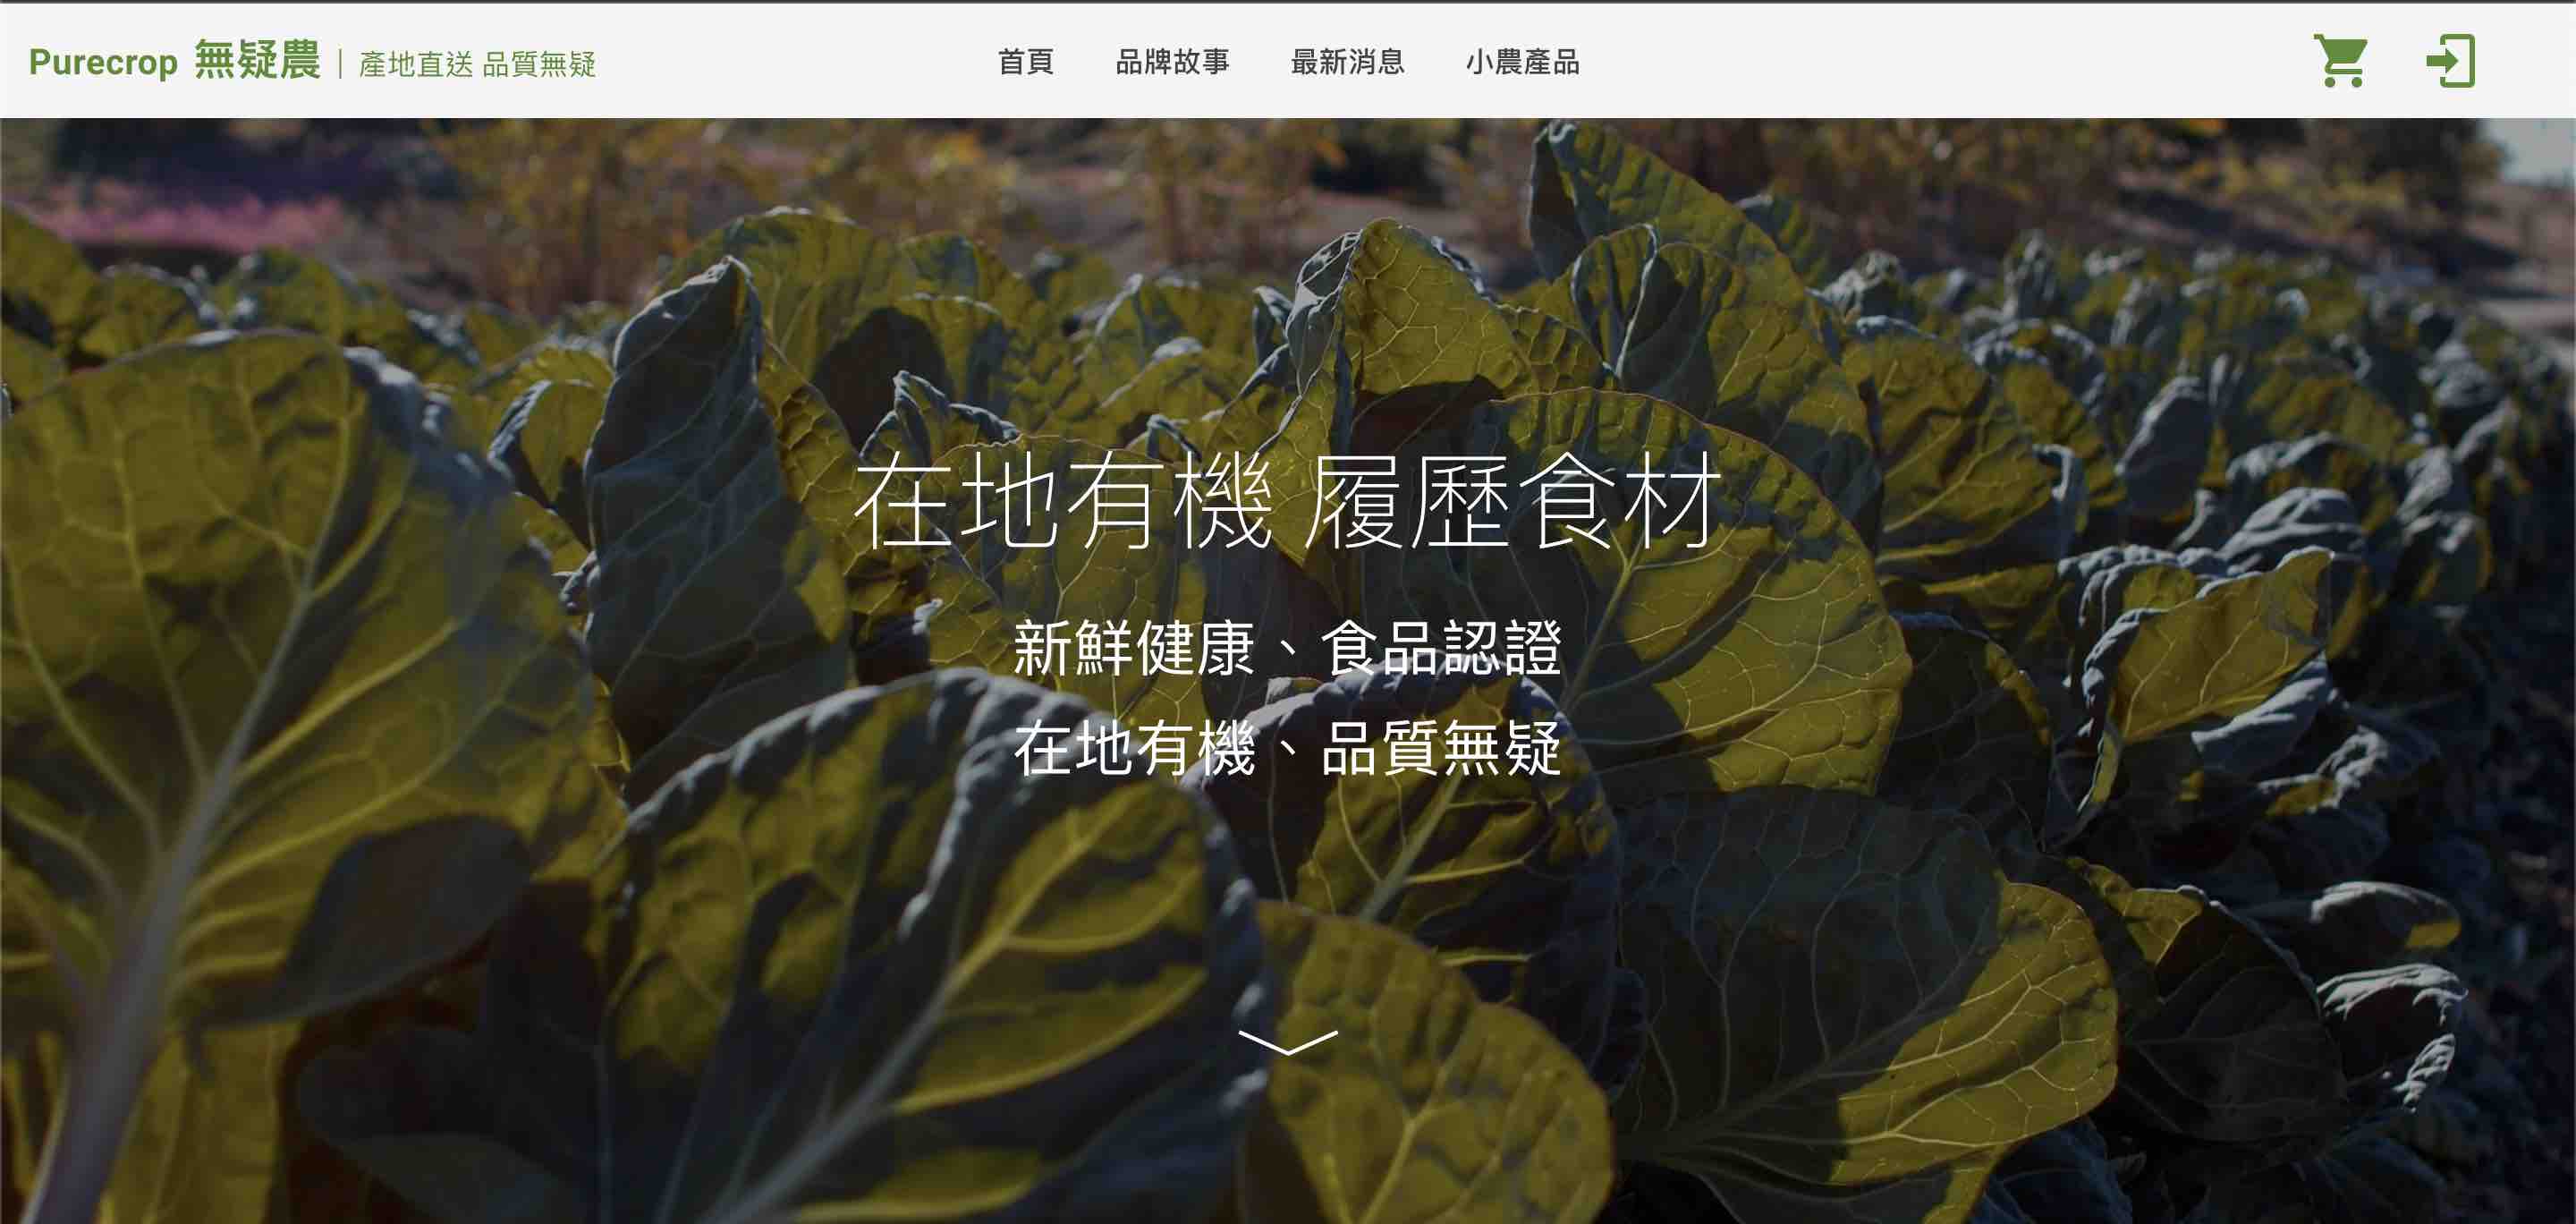 Purecrop 無疑農 | 產地直送 品質無疑
首頁 品牌故事 最新消息 小農產品
在地有機 履歷食材
新鮮健康、食品認證
在地有機、品質無疑